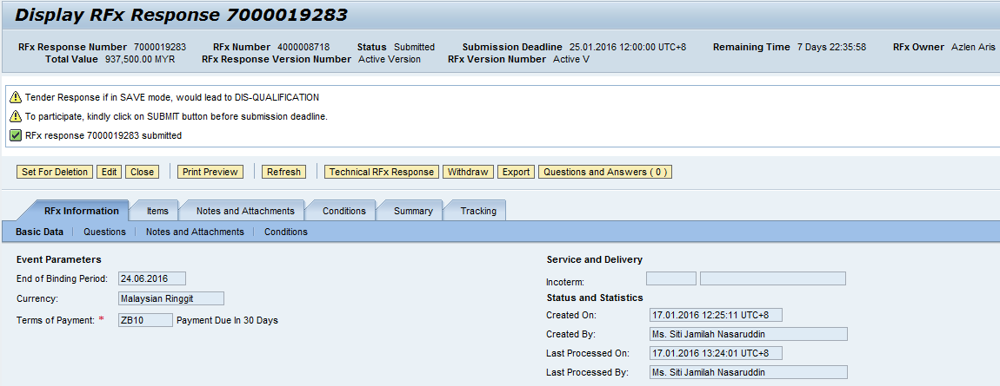 Display RFx Response 7000019283
RFx Response Number 7000019283 RFx Number 4000008718 Status Submitted Submission Deadline 25.01.2016 12:00:00 UTC+8 Remaining Time 7 Days 22:35:58 RFx Owner Azlen Aris
Total Value 937,500.00 MYR RFx Response Version Number Active Version RFx Version Number Active V
Tender Response if in SAVE mode, would lead to DIS-QUALIFICATION
To participate, kindly click on SUBMIT button before submission deadline.
RFx response 7000019283 submitted
Set For Deletion Edit Close Print Preview Refresh Technical RFx Response Withdraw Export Questions and Answers ( 0 )
RFx Information Items Notes and Attachments Conditions Summary Tracking
Basic Data Questions Notes and Attachments Conditions
Event Parameters
End of Binding Period: 24.06.2016
Currency: Malaysian Ringgit
Terms of Payment: * ZB10 Payment Due In 30 Days
Service and Delivery
Incoterm:
Status and Statistics
Created On: 17.01.2016 12:25:11 UTC+8
Created By: Ms. Siti Jamilah Nasaruddin
Last Processed On: 17.01.2016 13:24:01 UTC+8
Last Processed By: Ms. Siti Jamilah Nasaruddin